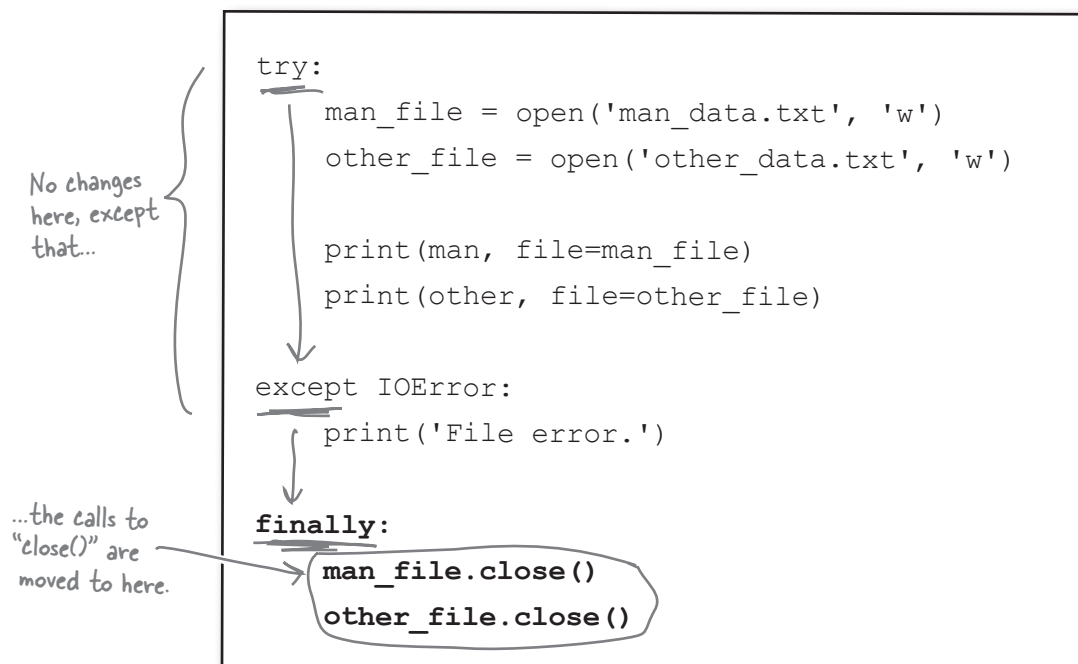 try:
man_file = open('man_data.txt', 'w')
other_file = open('other_data.txt', 'w')
No changes
here, except
that...
print(man, file=man_file)
print(other, file=other_file)
except IOError:
print('File error.')
finally:
...the calls to
“close()” are
moved to here.
man_file.close()
other_file.close()